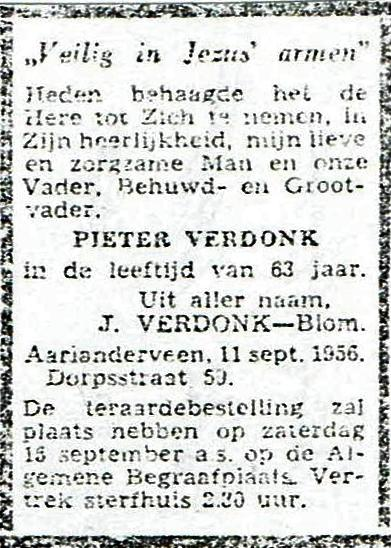 „Veilig in Jezus' armen"
Heden behaagde het de
Here tot Zich te nemen, in
Zijn heerlijkheid, mijn lieve
en zorgzame Man en onze
Vader, Behuwd- en Groot-
vader.
PIETER VERDONK
in de leeftijd van 63 jaar.
Uit aller naam,
J. VERDONK—Blom.
Aarlanderveen, 11 sept. 1956.
Dorpsstraat 59.
De teraardebestelling zal
plaats hebben op zaterdag
15 september a.s. op de Al-
gemene Begraafplaats. Ver-
trek sterfhuis 2.30 uur.